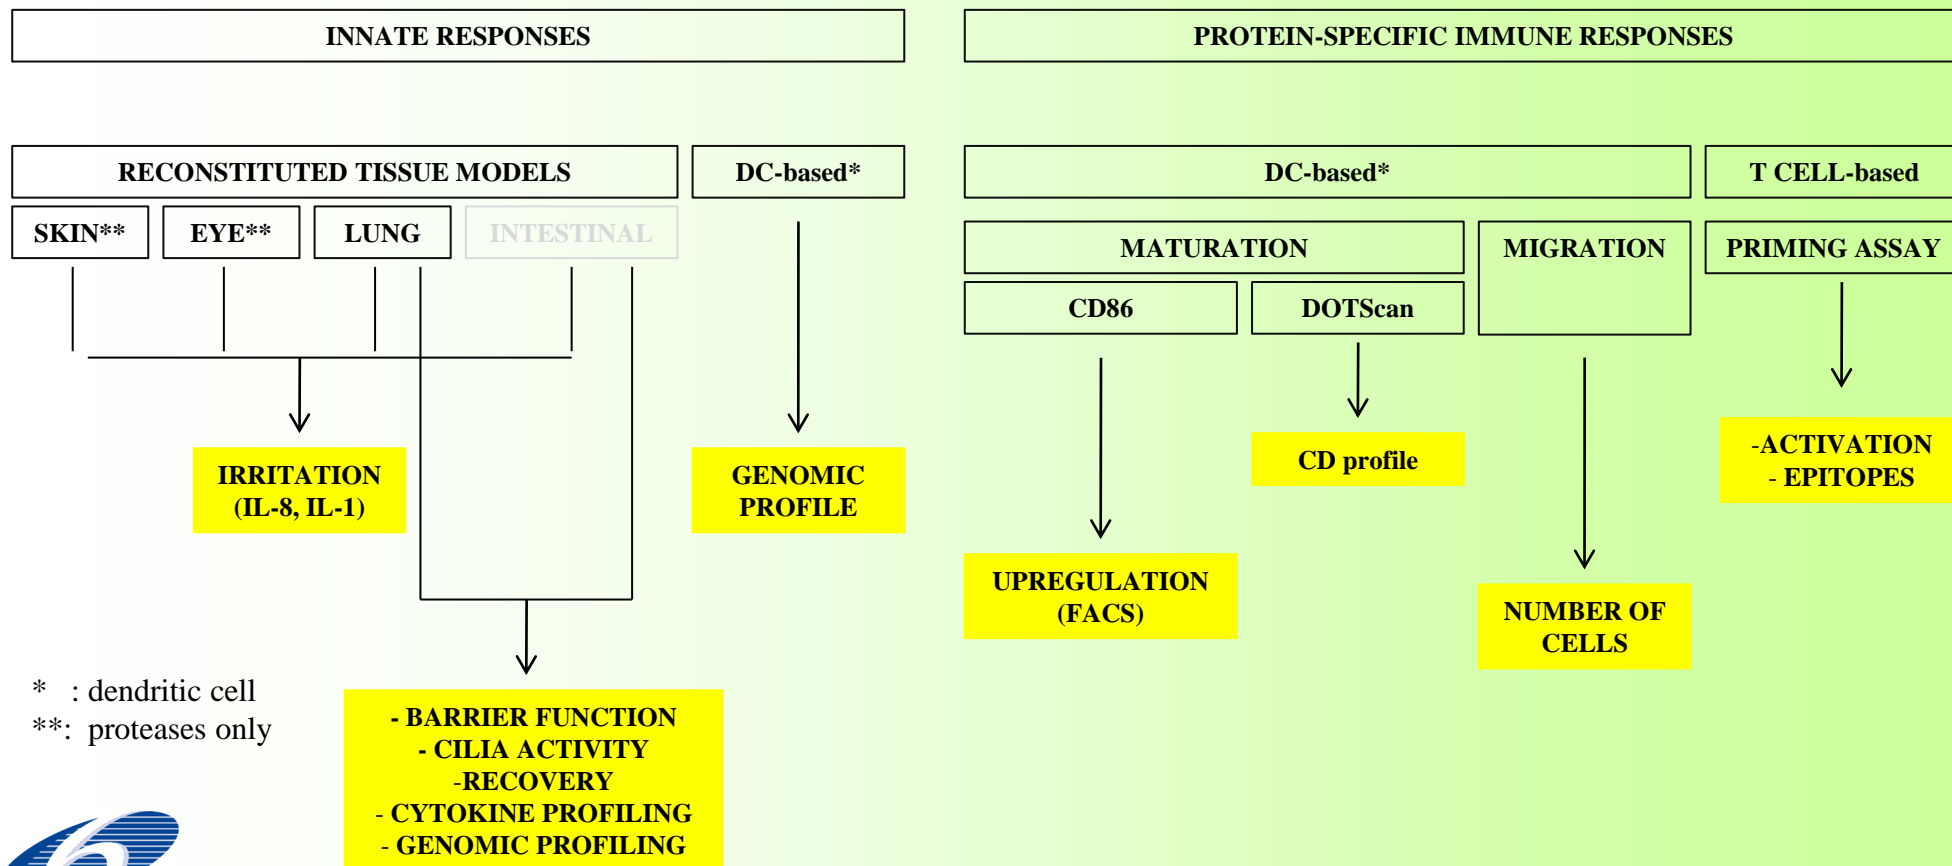 INNATE RESPONSES
PROTEIN-SPECIFIC IMMUNE RESPONSES
RECONSTITUTED TISSUE MODELS
DC-based*
DC-based*
T CELL-based
SKIN**
EYE**
LUNG
INTESTINAL
MATURATION
MIGRATION
PRIMING ASSAY
CD86
DOTScan
IRRITATION
(IL-8, IL-1)
GENOMIC
PROFILE
CD profile
-ACTIVATION
- EPITOPES
UPREGULATION
(FACS)
NUMBER OF
CELLS
* : dendritic cell
**: proteases only
- BARRIER FUNCTION
- CILIA ACTIVITY
-RECOVERY
- CYTOKINE PROFILING
- GENOMIC PROFILING